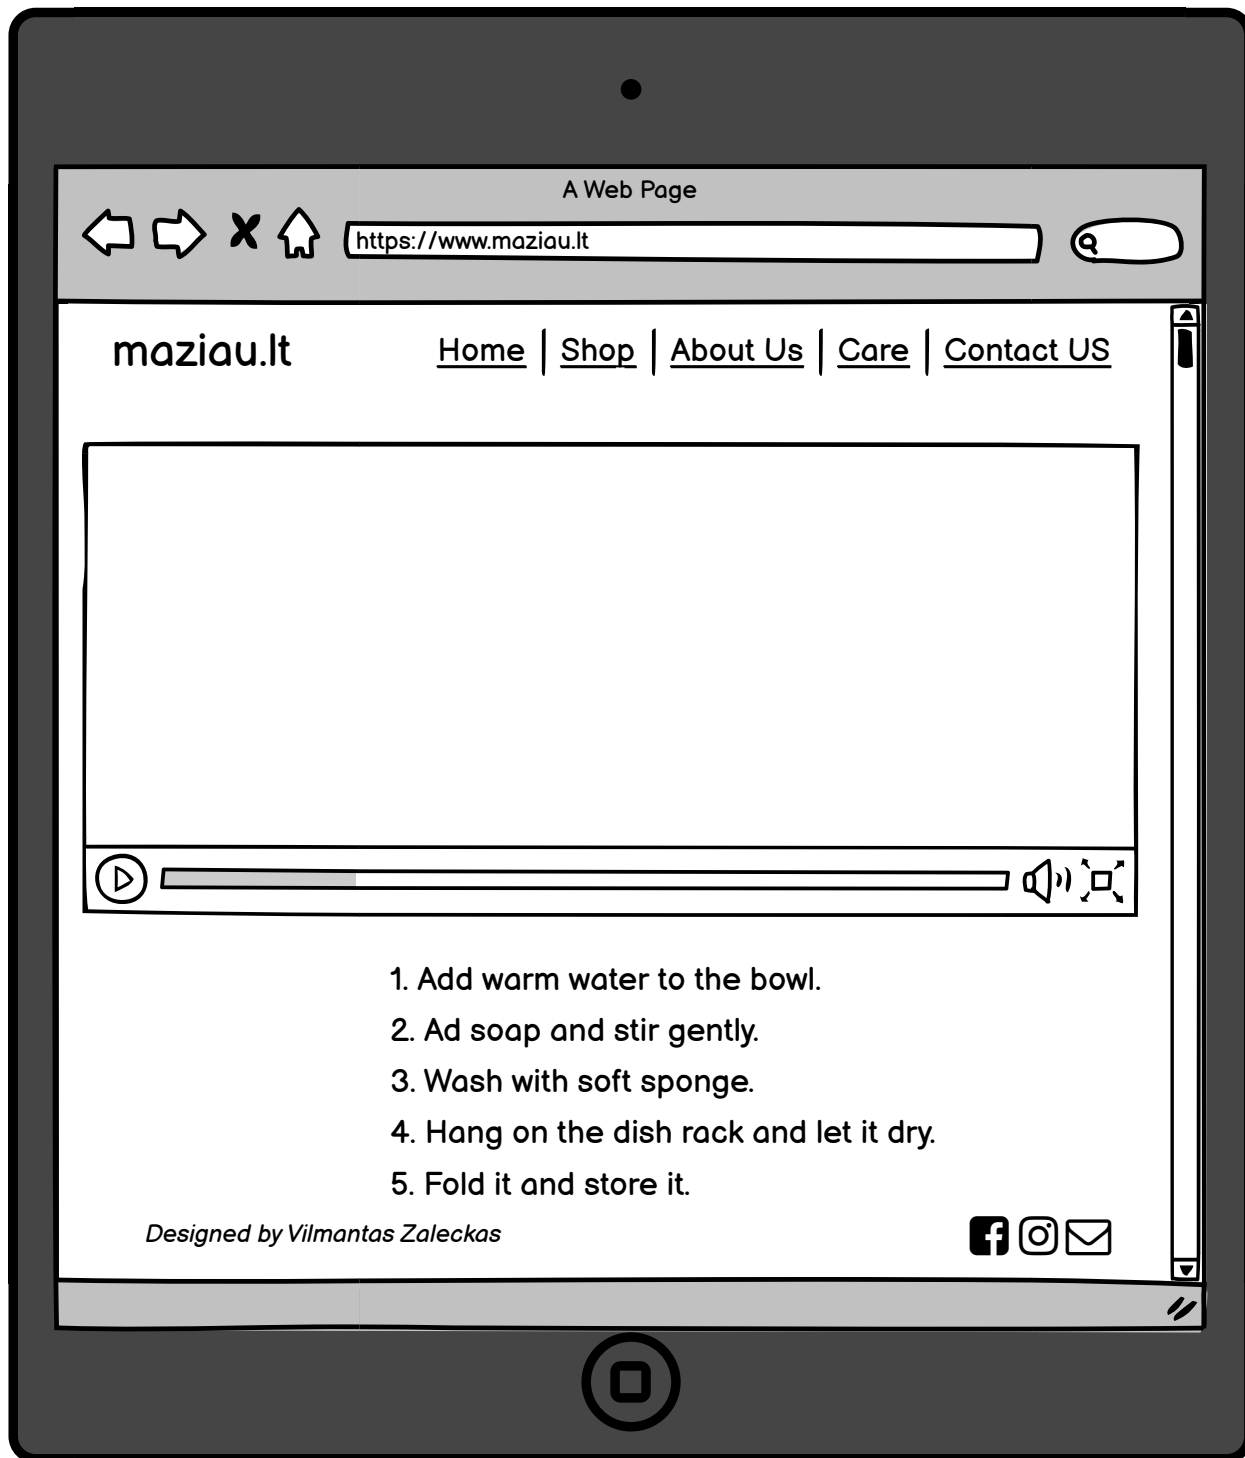 A Web Page
https://www.maziau.lt
maziau.lt
Home | Shop | About Us | Care | Contact US
1. Add warm water to the bowl.
2. Ad soap and stir gently.
3. Wash with soft sponge.
4. Hang on the dish rack and let it dry.
5. Fold it and store it.
Designed by Vilmantas Zaleckas